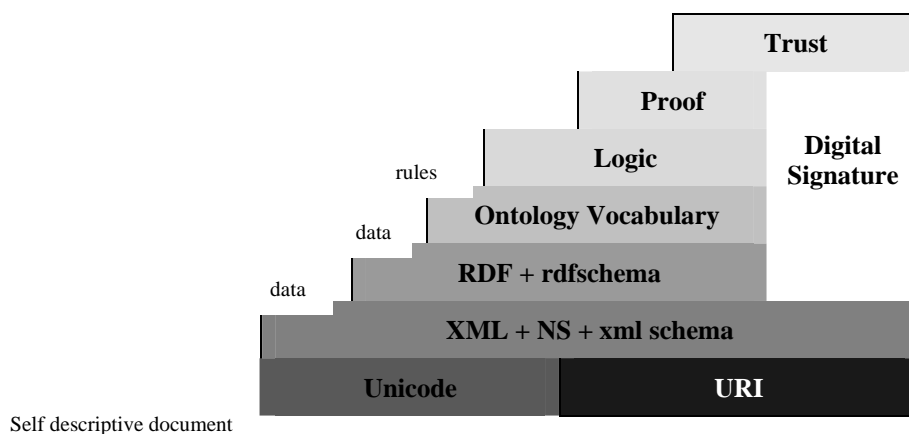 Trust
Proof
Digital
Signature
Logic
rules
Ontology Vocabulary
data
RDF + rdfschema
data
XML + NS + xml schema
Unicode
URI
Self descriptive document